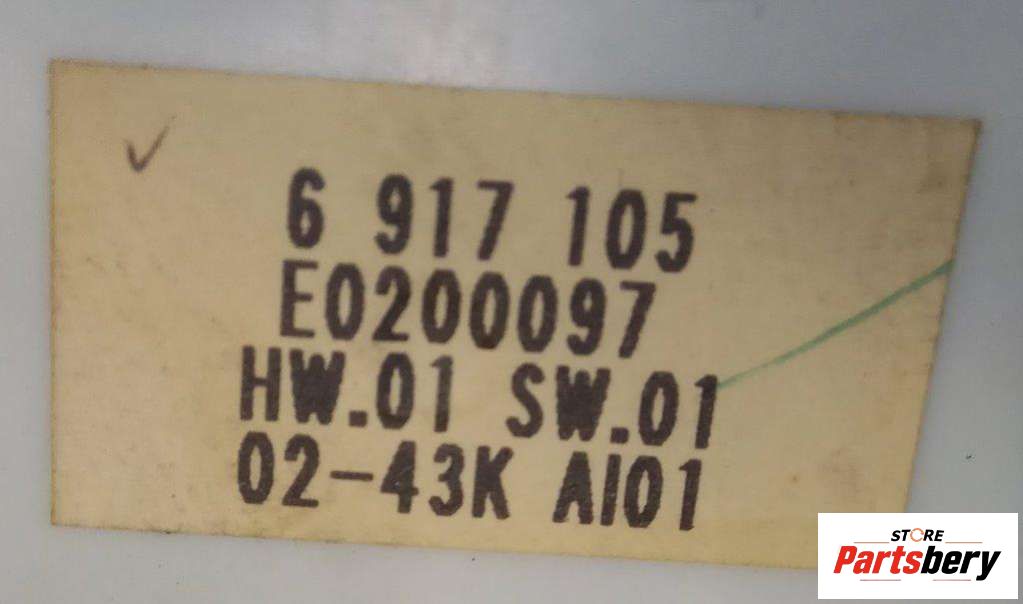 6 917 105
E0200097
HW.01 SW.01
02-43K AI01
STORE
Partsbery